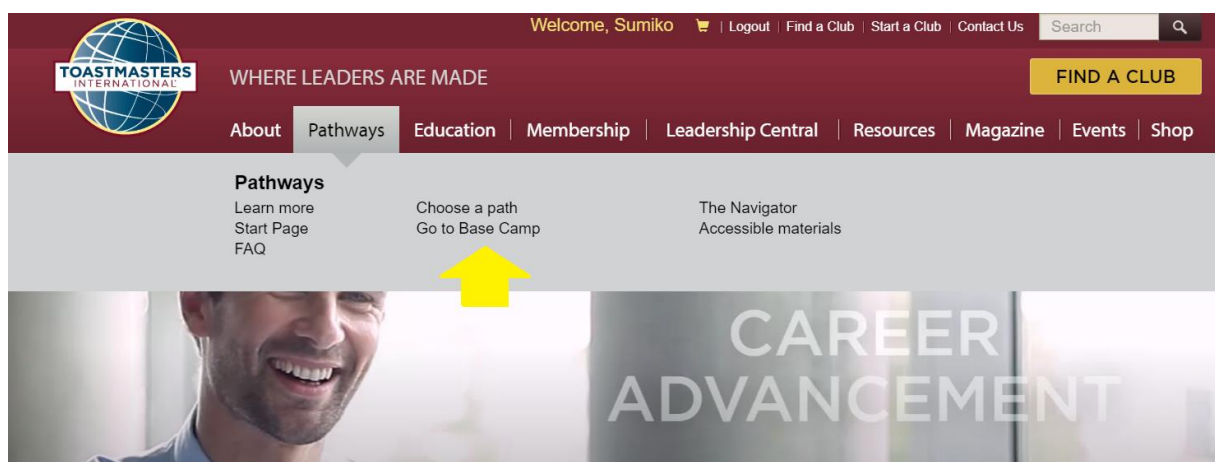 Welcome, Sumiko | Logout | Find a Club | Start a Club | Contact Us Search
TOASTMASTERS
INTERNATIONAL
WHERE LEADERS ARE MADE
FIND A CLUB
About Pathways Education | Membership | Leadership Central | Resources | Magazine | Events | Shop
Pathways
Learn more Choose a path The Navigator
Start Page Go to Base Camp Accessible materials
FAQ
CAREER
ADVANCEMENT